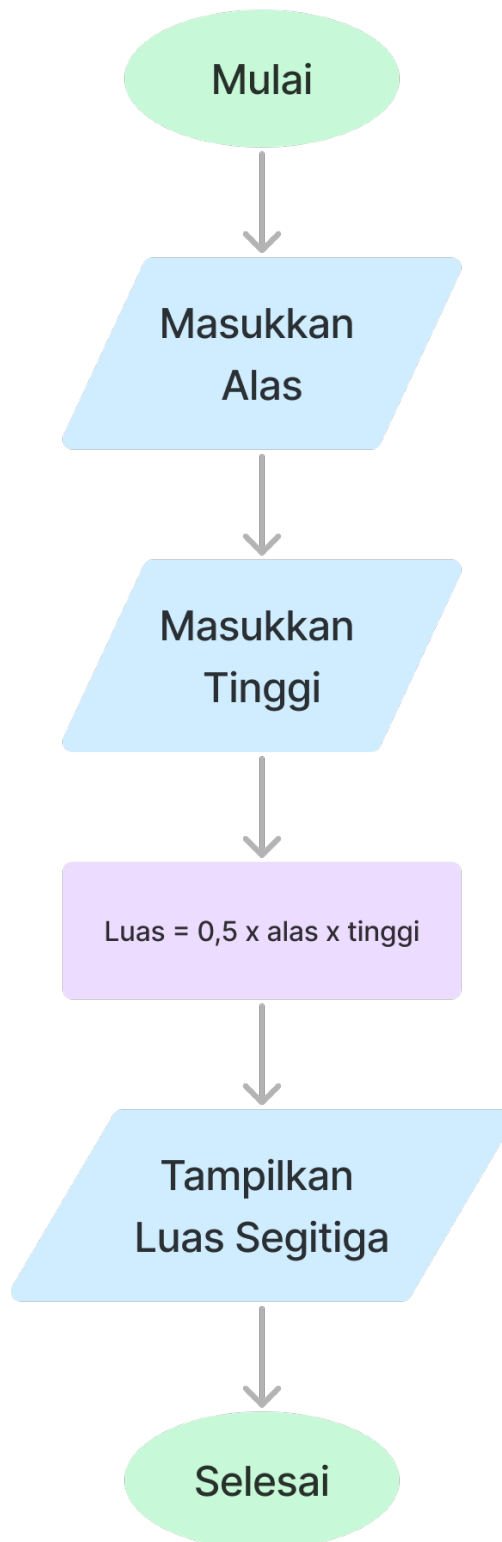 Mulai
Masukkan
Alas
Masukkan
Tinggi
Luas = 0,5 x alas x tinggi
Tampilkan
Luas Segitiga
Selesai